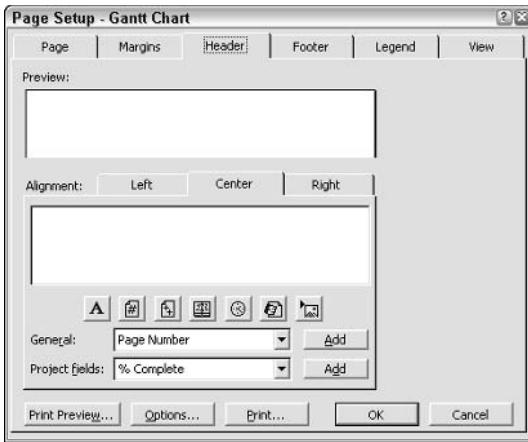 Page Setup - Gantt Chart
Page Margins Header Footer Legend View
Preview:
Alignment: Left Center Right
General: Page Number Add
Project fields: % Complete Add
Print Preview... Options... Print... OK Cancel